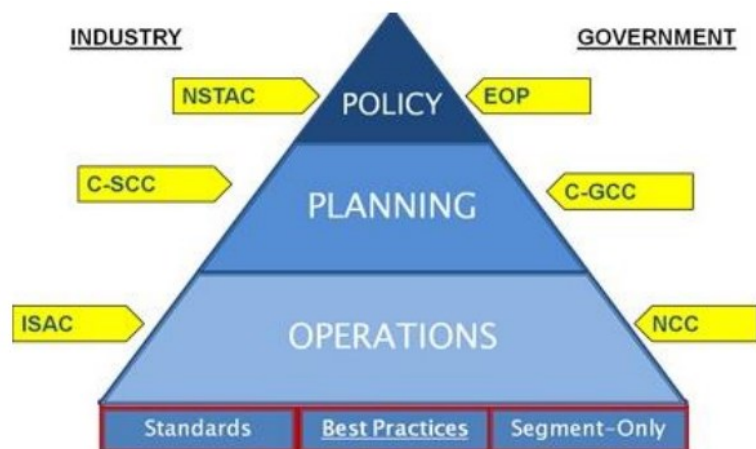 INDUSTRY GOVERNMENT
NSTAC POLICY EOP
C-SCC PLANNING C-GCC
ISAC OPERATIONS NCC
Standards Best Practices Segment-Only